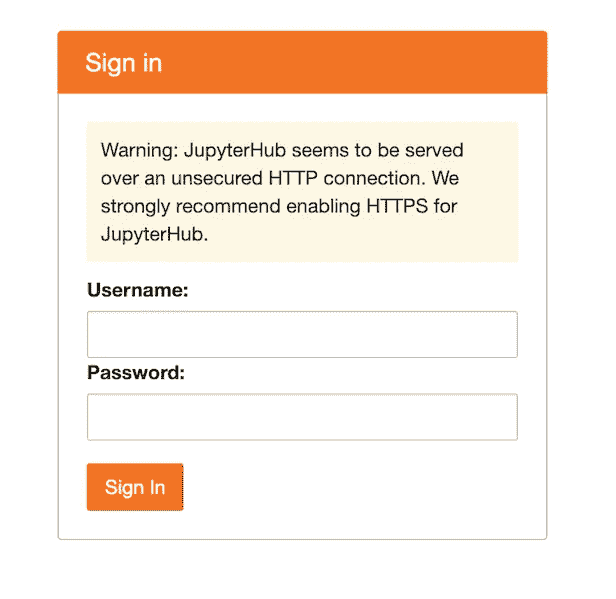 Sign in
Warning: JupyterHub seems to be served
over an unsecured HTTP connection. We
strongly recommend enabling HTTPS for
JupyterHub.
Username:
Password:
Sign In